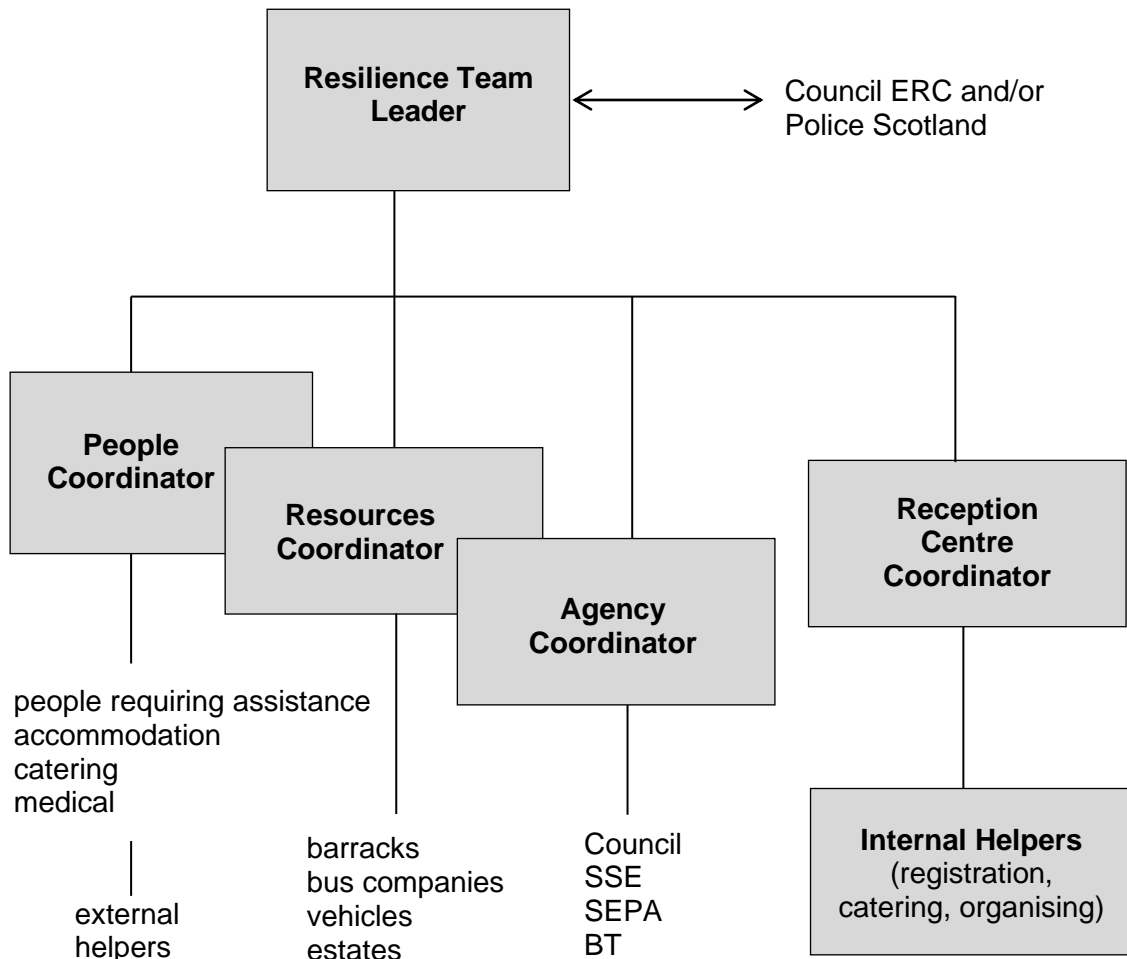 Resilience Team
Leader
Council ERC and/or
Police Scotland
People
Coordinator
Resources
Coordinator
Agency
Coordinator
Reception
Centre
Coordinator
people requiring assistance
accommodation
catering
medical
external
helpers
barracks
bus companies
vehicles
estates
Council
SSE
SEPA
BT
Internal Helpers
(registration,
catering, organising)